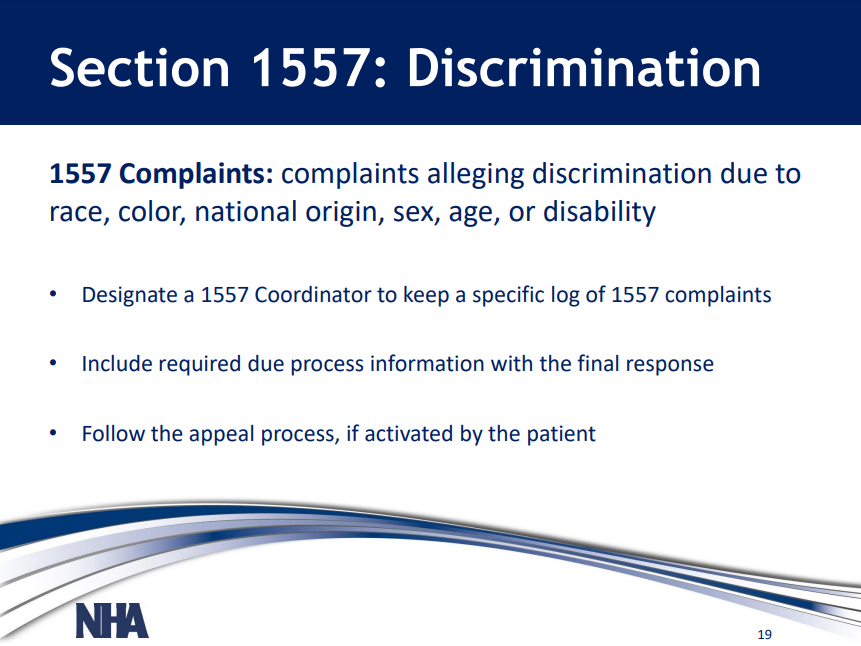 Section 1557: Discrimination
1557 Complaints: complaints alleging discrimination due to
race, color, national origin, sex, age, or disability
• Designate a 1557 Coordinator to keep a specific log of 1557 complaints
• Include required due process information with the final response
• Follow the appeal process, if activated by the patient
NHA
19